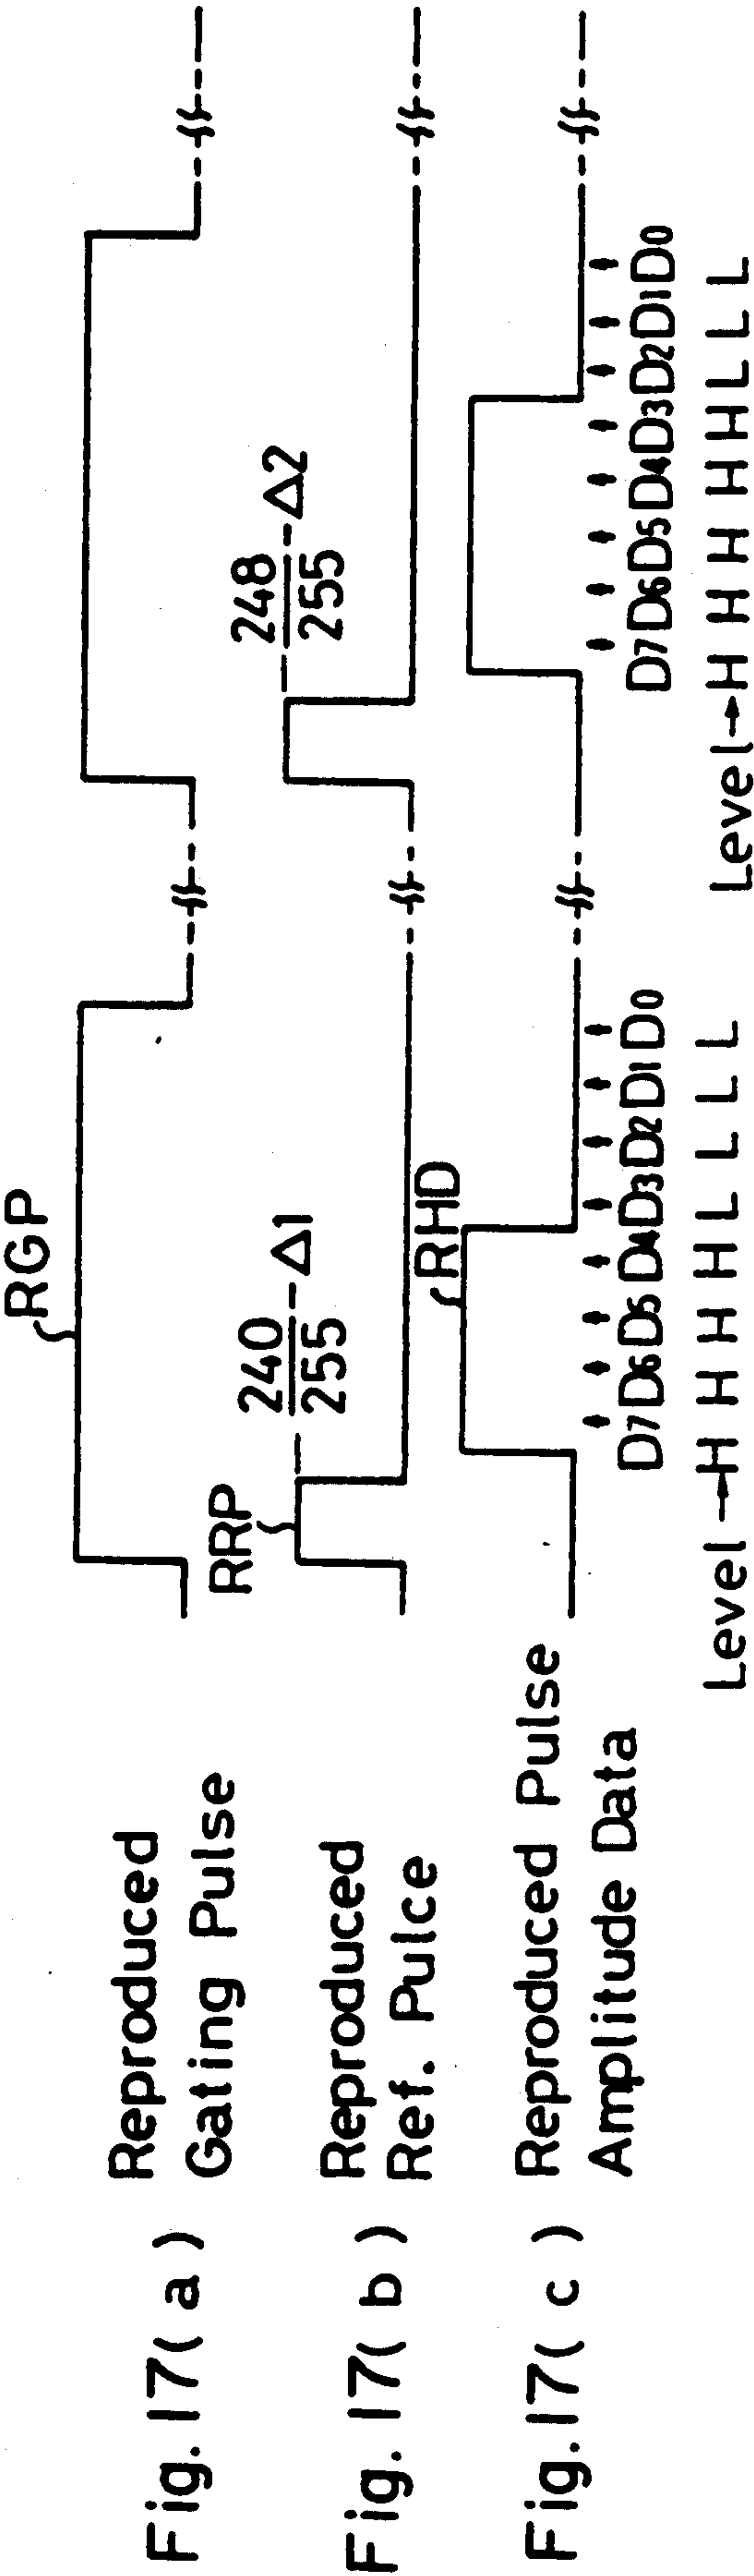 Fig. 17(a) Reproduced
Gating Pulse
RGP
Fig. 17(b) Reproduced
Ref. Pulce
RRP
240
255
-Δ1
248
255
-Δ2
Fig. 17(c) Reproduced Pulse
Amplitude Data
RHD
D7 D6 D5 D4 D3 D2 D1 D0
D7 D6 D5 D4 D3 D2 D1 D0
Level→H H H H L L L L
Level→H H H H H L L L